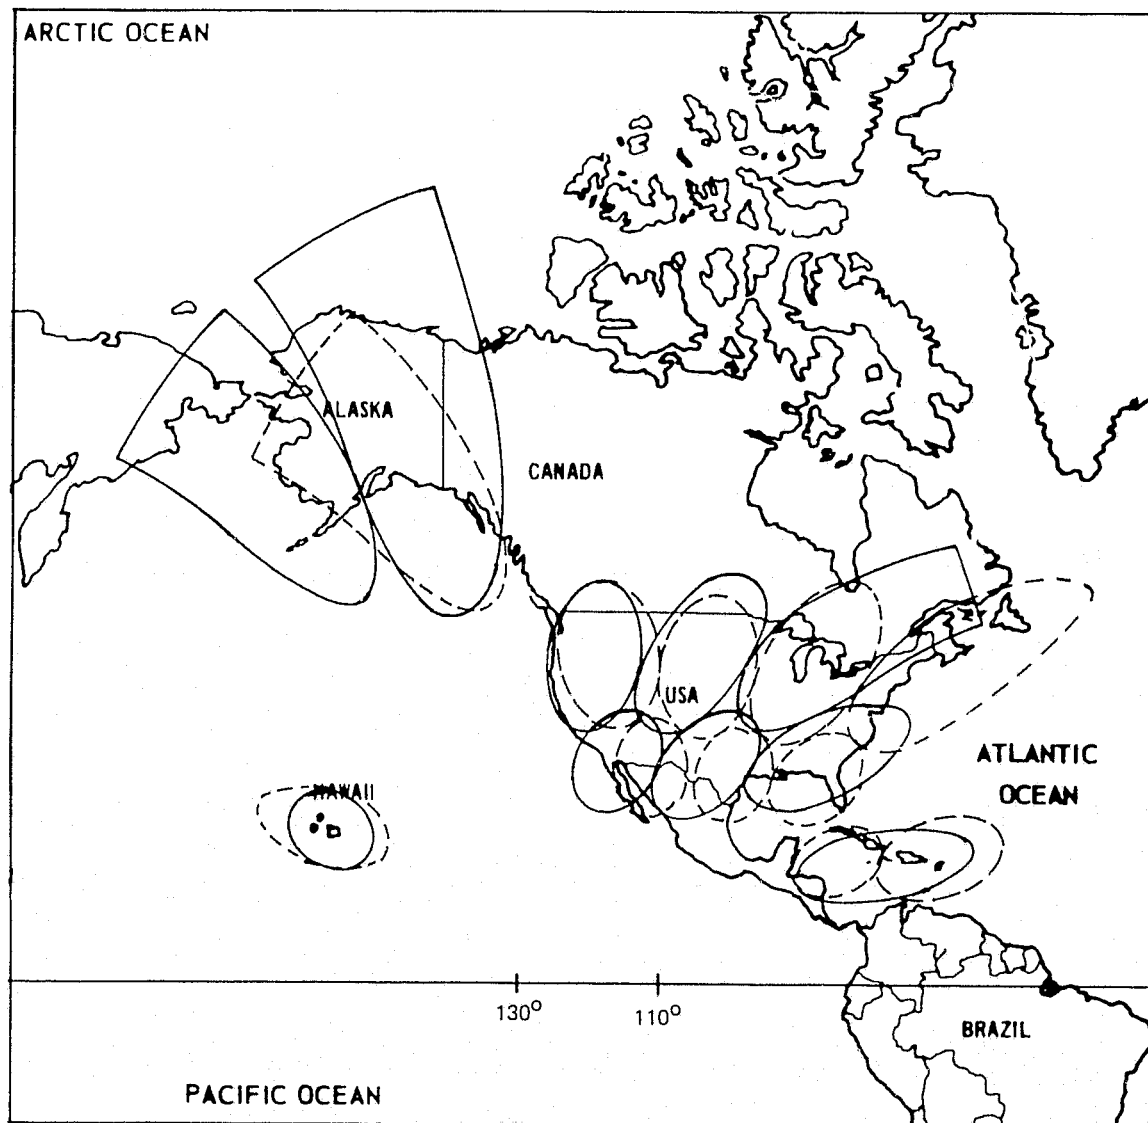 ARCTIC OCEAN
ALASKA
CANADA
USA
ATLANTIC
OCEAN
HAWAII
130°
110°
BRAZIL
PACIFIC OCEAN